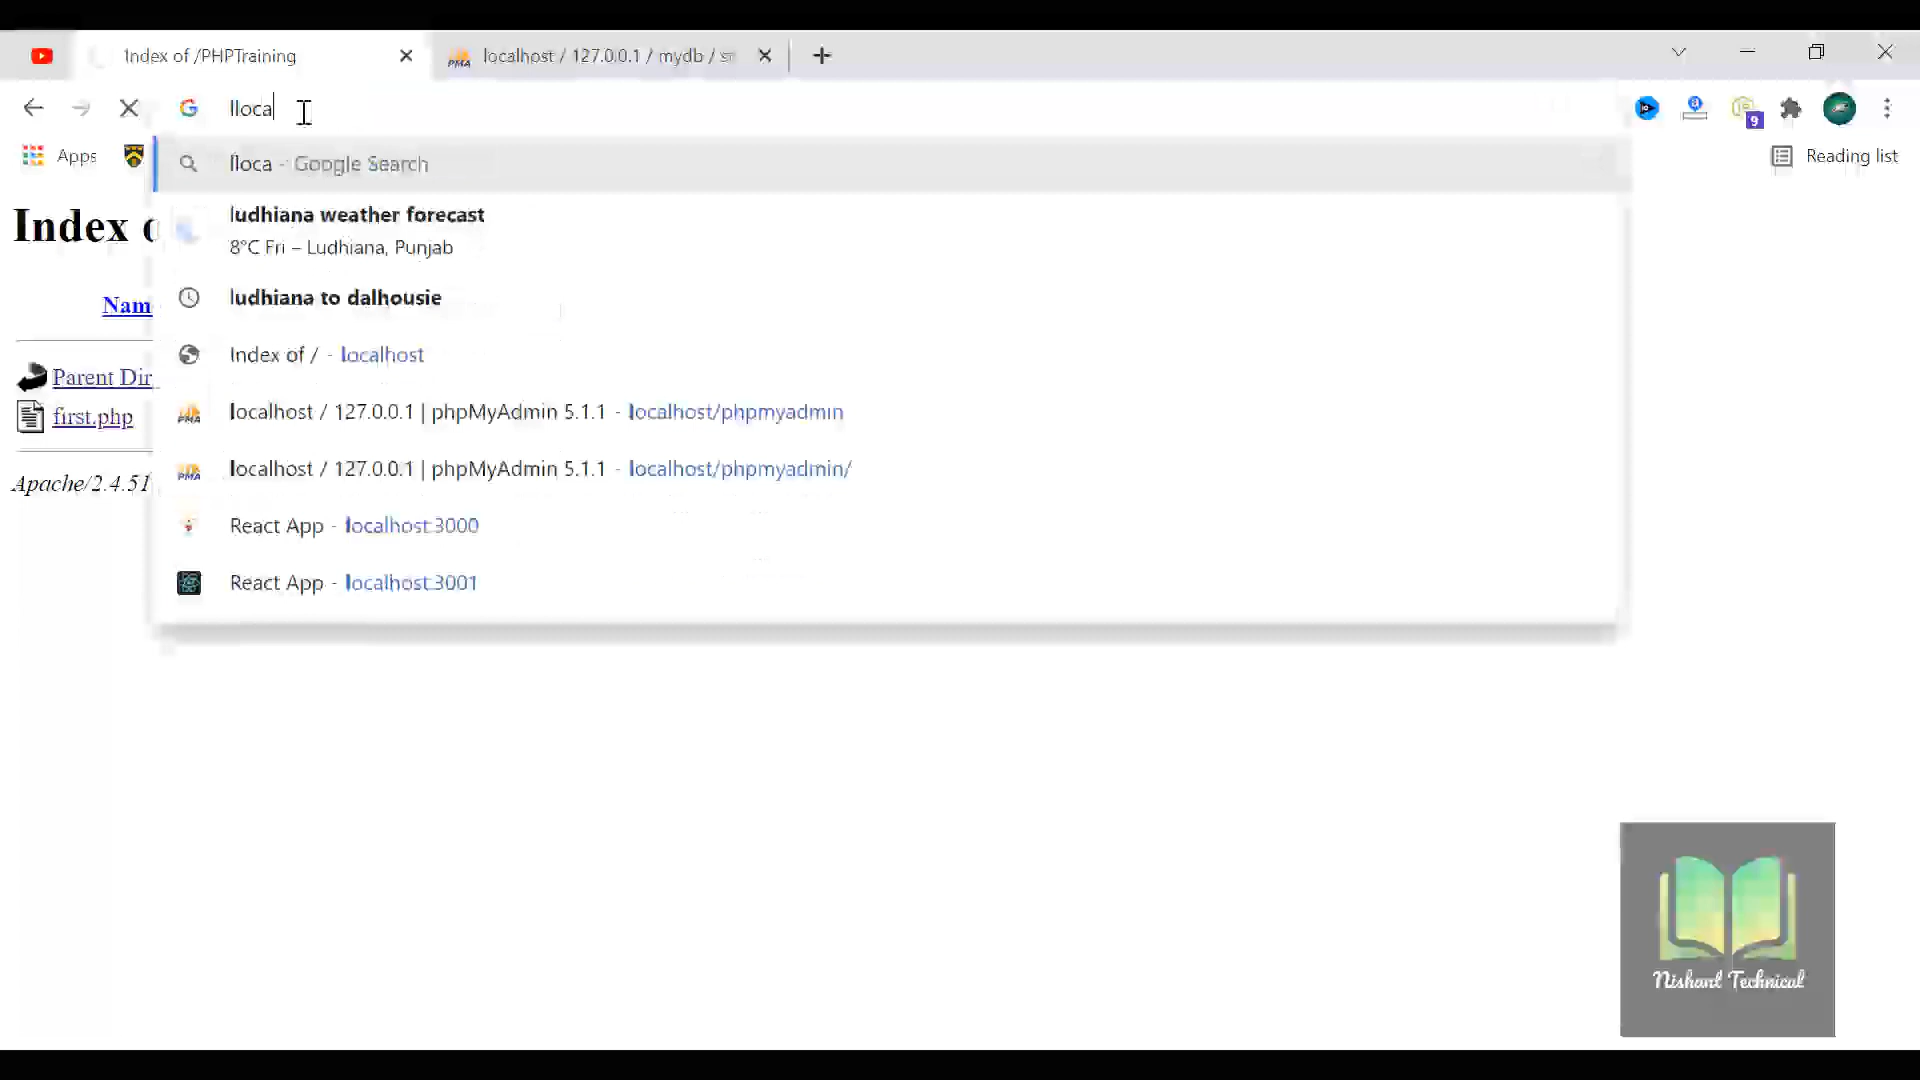 Index of /PHPTraining
localhost / 127.0.0.1 / mydb /
lloca
9
Apps
Reading list
lloca - Google Search
Index
ludhiana weather forecast
8°C Fri – Ludhiana, Punjab
ludhiana to dalhousie
Nam
Index of / - localhost
Parent Dir
localhost / 127.0.0.1 | phpMyAdmin 5.1.1 - localhost/phpmyadmin
first.php
localhost / 127.0.0.1 | phpMyAdmin 5.1.1 - localhost/phpmyadmin/
Apache/2.4.51
React App - localhost:3000
React App - localhost:3001
Nishant Technical